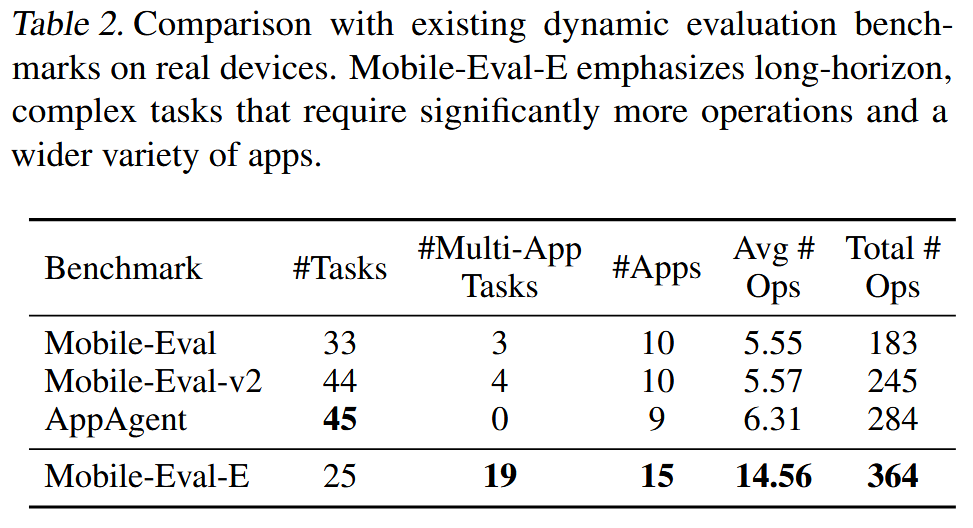 Table 2. Comparison with existing dynamic evaluation bench-
marks on real devices. Mobile-Eval-E emphasizes long-horizon,
complex tasks that require significantly more operations and a
wider variety of apps.
Benchmark #Tasks #Multi-App Tasks #Apps Avg # Ops Total # Ops
Mobile-Eval 33 3 10 5.55 183
Mobile-Eval-v2 44 4 10 5.57 245
AppAgent 45 0 9 6.31 284
Mobile-Eval-E 25 19 15 14.56 364